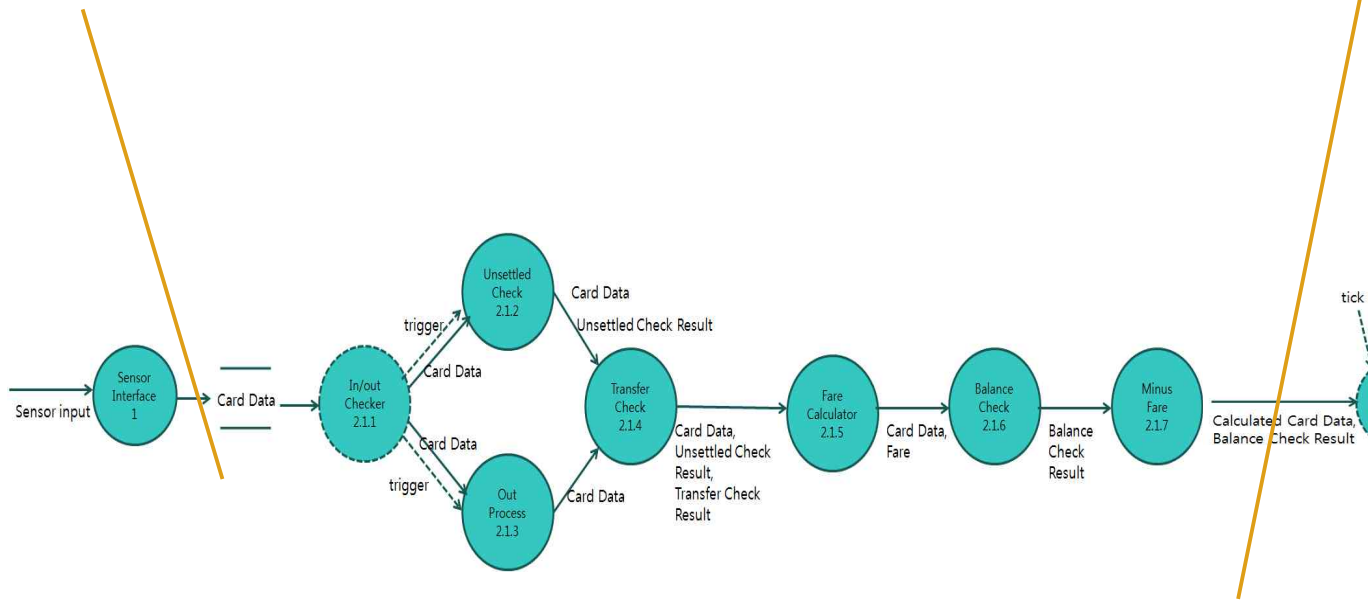 Sensor input
Sensor
Interface
1
Card Data
In/out
Checker
2.1.1
trigger
Card Data
Card Data
trigger
Unsettled
Check
2.1.2
Out
Process
2.1.3
Card Data
Unsettled Check Result
Card Data
Transfer
Check
2.1.4
Card Data,
Unsettled Check
Result,
Transfer Check
Result
Fare
Calculator
2.1.5
Card Data,
Fare
Balance
Check
2.1.6
Balance
Check
Result
Minus
Fare
2.1.7
Calculated Card Data,
Balance Check Result
tick